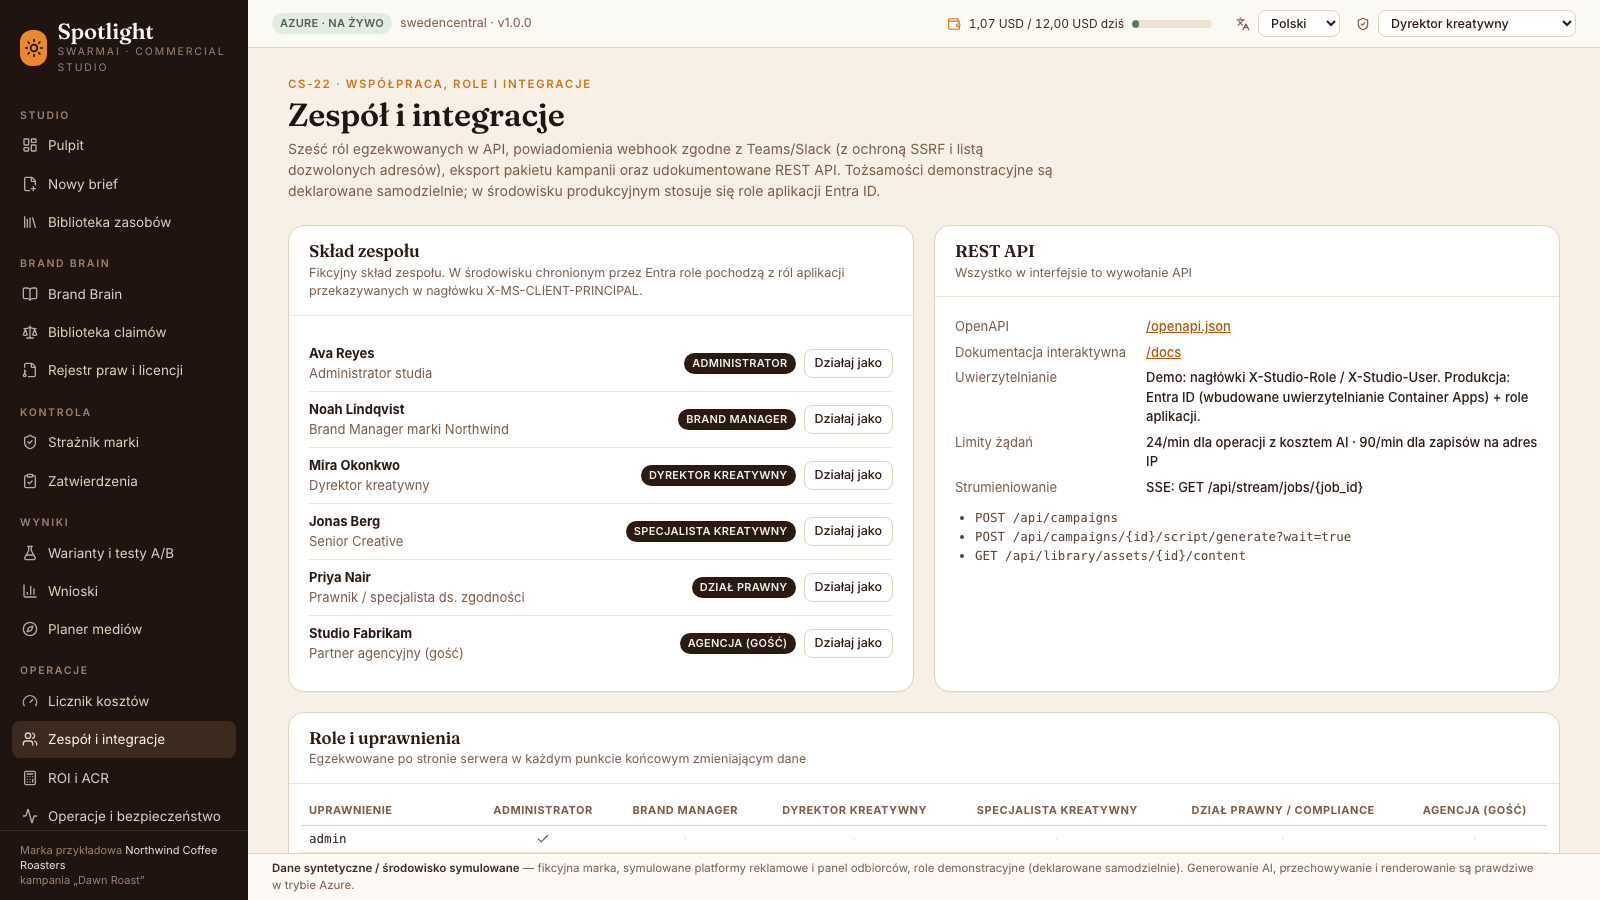 Spotlight
SWARMAI · COMMERCIAL
STUDIO
STUDIO
Pulpit
Nowy brief
Biblioteka zasobów
BRAND BRAIN
Brand Brain
Biblioteka claimów
Rejestr praw i licencji
KONTROLA
Strażnik marki
Zatwierdzenia
WYNIKI
Warianty i testy A/B
Wnioski
Planer mediów
OPERACJE
Licznik kosztów
Zespół i integracje
ROI i ACR
Operacje i bezpieczeństwo
Marka przykładowa Northwind Coffee
Roasters
kampania „Dawn Roast”
AZURE · NA ŻYWO swedencentral · v1.0.0
1,07 USD / 12,00 USD dziś
Polski
Dyrektor kreatywny
CS-22 · WSPÓŁPRACA, ROLE I INTEGRACJE
Zespół i integracje
Sześć ról egzekwowanych w API, powiadomienia webhook zgodne z Teams/Slack (z ochroną SSRF i listą
dozwolonych adresów), eksport pakietu kampanii oraz udokumentowane REST API. Tożsamości demonstracyjne są
deklarowane samodzielnie; w środowisku produkcyjnym stosuje się role aplikacji Entra ID.
Skład zespołu
Fikcyjny skład zespołu. W środowisku chronionym przez Entra role pochodzą z ról aplikacji
przekazywanych w nagłówku X-MS-CLIENT-PRINCIPAL.
Ava Reyes
Administrator studia
ADMINISTRATOR Działaj jako
Noah Lindqvist
Brand Manager marki Northwind
BRAND MANAGER Działaj jako
Mira Okonkwo
Dyrektor kreatywny
DYREKTOR KREATYWNY Działaj jako
Jonas Berg
Senior Creative
SPECJALISTA KREATYWNY Działaj jako
Priya Nair
Prawnik / specjalista ds. zgodności
DZIAŁ PRAWNY Działaj jako
Studio Fabrikam
Partner agencyjny (gość)
AGENCJA (GOŚĆ) Działaj jako
REST API
Wszystko w interfejsie to wywołanie API
OpenAPI /openapi.json
Dokumentacja interaktywna /docs
Uwierzytelnianie Demo: nagłówki X-Studio-Role / X-Studio-User. Produkcja:
Entra ID (wbudowane uwierzytelnianie Container Apps) + role
aplikacji.
Limity żądań 24/min dla operacji z kosztem AI · 90/min dla zapisów na adres
IP
Strumieniowanie SSE: GET /api/stream/jobs/{job_id}
• POST /api/campaigns
• POST /api/campaigns/{id}/script/generate?wait=true
• GET /api/library/assets/{id}/content
Role i uprawnienia
Egzekwowane po stronie serwera w każdym punkcie końcowym zmieniającym dane
UPRAWNIENIE ADMINISTRATOR BRAND MANAGER DYREKTOR KREATYWNY SPECJALISTA KREATYWNY DZIAŁ PRAWNY / COMPLIANCE AGENCJA (GOŚĆ)
admin ✓ · · · · ·
Dane syntetyczne / środowisko symulowane — fikcyjna marka, symulowane platformy reklamowe i panel odbiorców, role demonstracyjne (deklarowane samodzielnie). Generowanie AI, przechowywanie i renderowanie są prawdziwe
w trybie Azure.